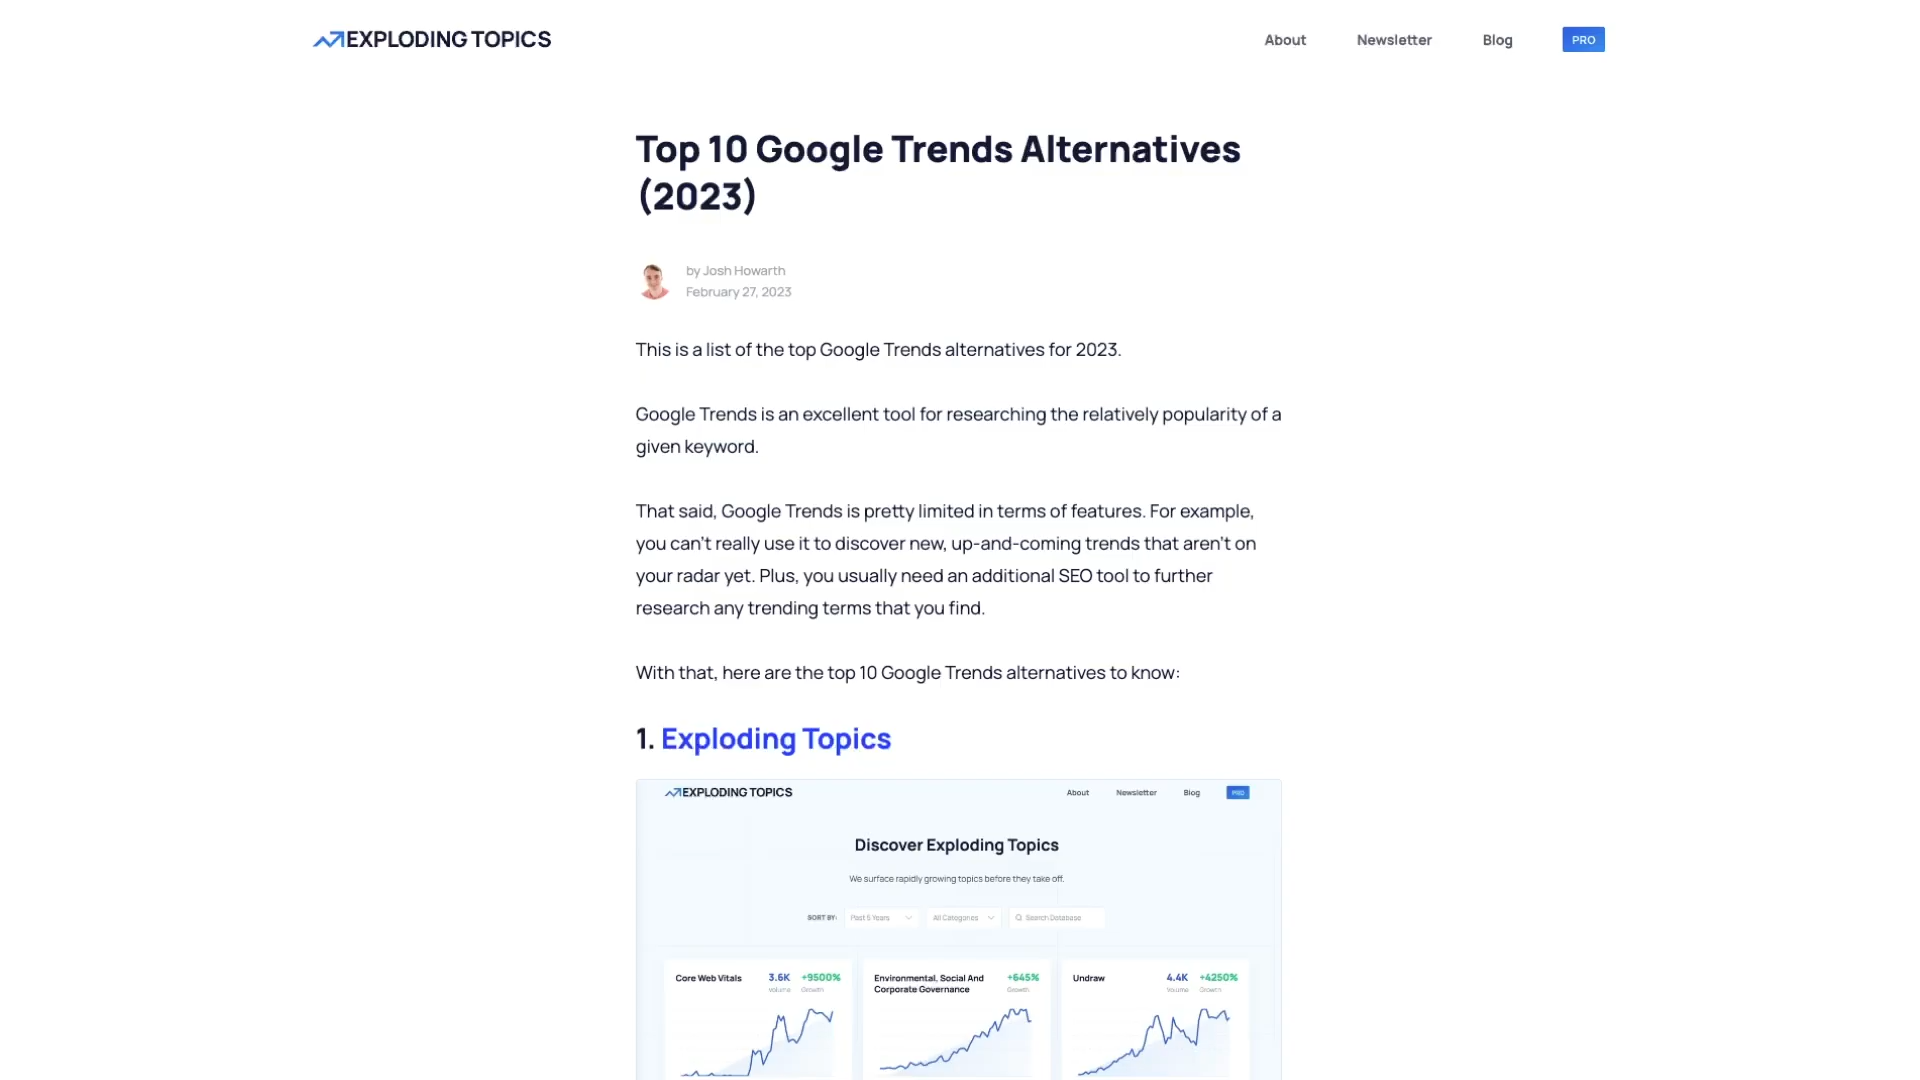 EXPLODING TOPICS
About Newsletter Blog PRO
Top 10 Google Trends Alternatives
(2023)
by Josh Howarth
February 27, 2023
This is a list of the top Google Trends alternatives for 2023.
Google Trends is an excellent tool for researching the relatively popularity of a
given keyword.
That said, Google Trends is pretty limited in terms of features. For example,
you can't really use it to discover new, up-and-coming trends that aren't on
your radar yet. Plus, you usually need an additional SEO tool to further
research any trending terms that you find.
With that, here are the top 10 Google Trends alternatives to know:
1. Exploding Topics
EXPLODING TOPICS
About Newsletter Blog PRO
Discover Exploding Topics
We surface rapidly growing topics before they take off.
SORT BY: Past 5 Years All Categories Search Database
Core Web Vitals 3.6K +9500%
Volume Growth
Environmental, Social And +645%
Corporate Governance Growth
Undraw 4.4K +4250%
Volume Growth